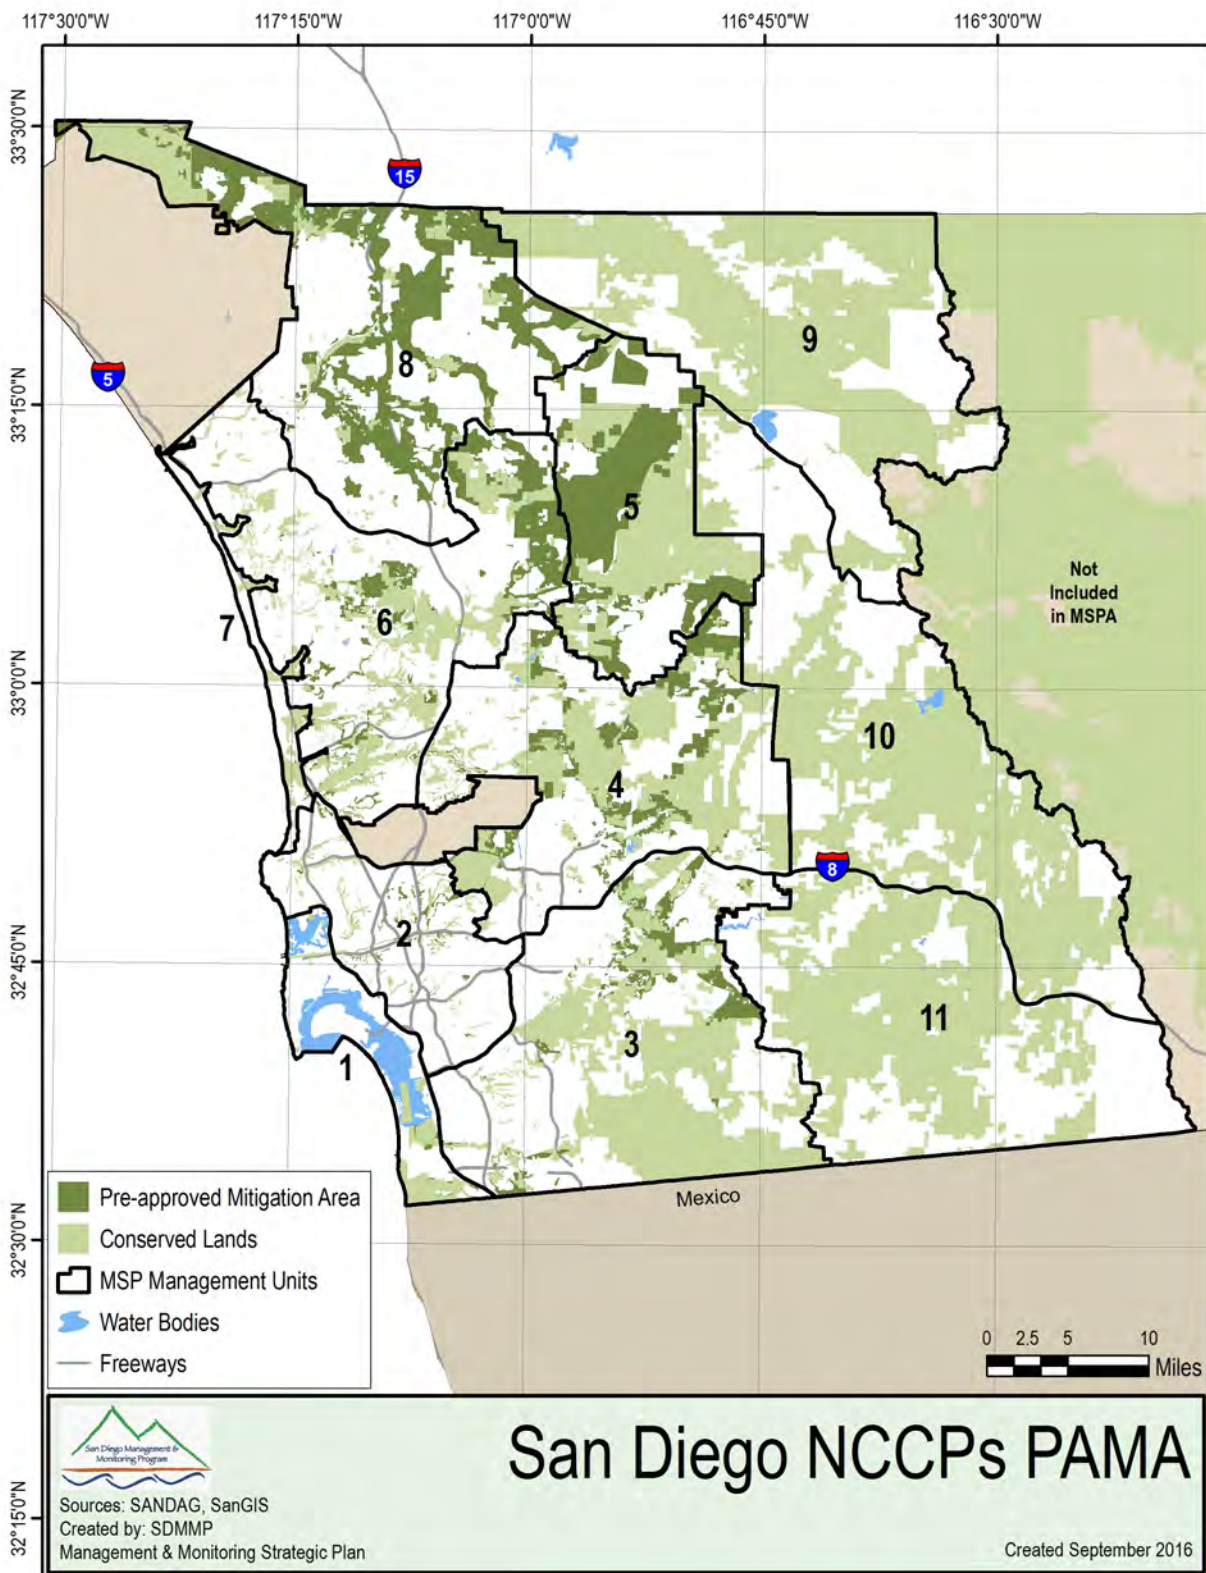 117°30'0"W
117°15'0"W
117°0'0"W
116°45'0"W
116°30'0"W
33°30'0"N
33°15'0"N
33°0'0"N
32°45'0"N
32°30'0"N
32°15'0"N
15
5
9
8
5
Not
Included
in MSPA
7
6
10
4
8
2
11
3
1
Mexico
Pre-approved Mitigation Area
Conserved Lands
MSP Management Units
Water Bodies
Freeways
0 2.5 5 10
Miles
San Diego Management &
Monitoring Program
San Diego NCCPs PAMA
Sources: SANDAG, SanGIS
Created by: SDMMP
Management & Monitoring Strategic Plan
Created September 2016